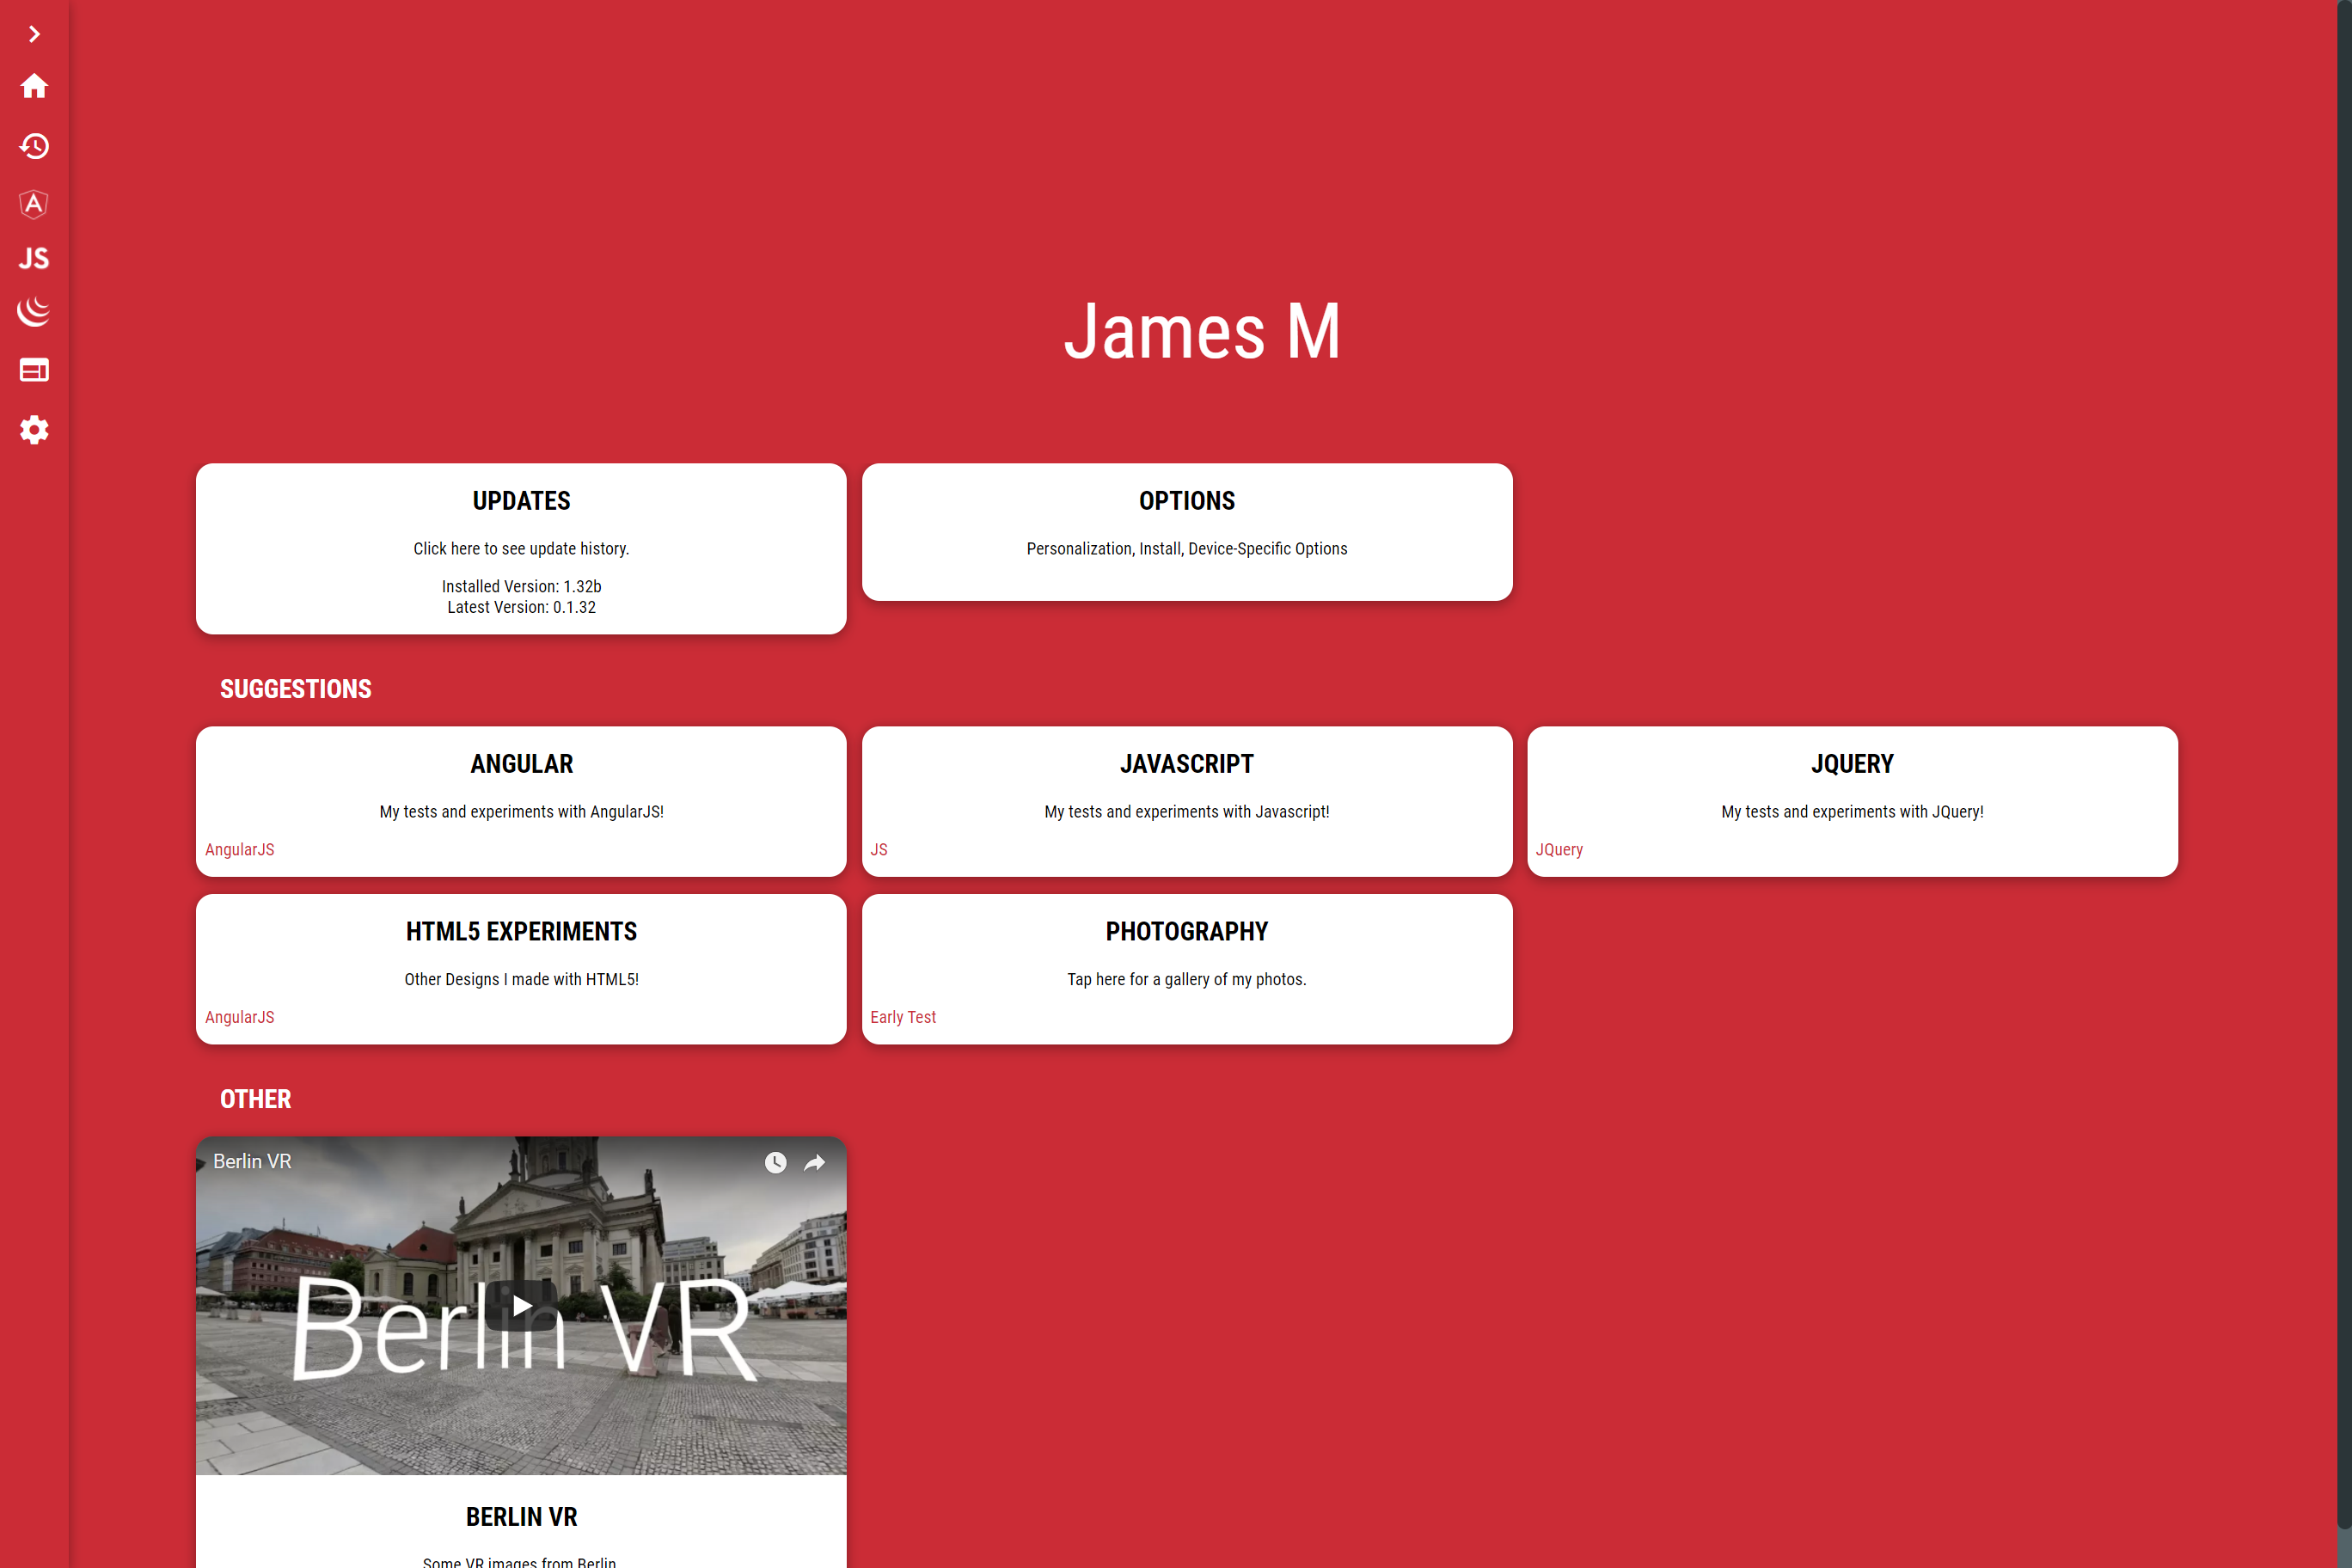 JS
James M
UPDATES
Click here to see update history.
Installed Version: 1.32b
Latest Version: 0.1.32
OPTIONS
Personalization, Install, Device-Specific Options
SUGGESTIONS
ANGULAR
My tests and experiments with AngularJS!
AngularJS
JAVASCRIPT
My tests and experiments with Javascript!
JS
JQUERY
My tests and experiments with JQuery!
JQuery
HTML5 EXPERIMENTS
Other Designs I made with HTML5!
AngularJS
PHOTOGRAPHY
Tap here for a gallery of my photos.
Early Test
OTHER
Berlin VR
Berlin VR
BERLIN VR
Some VR images from Berlin